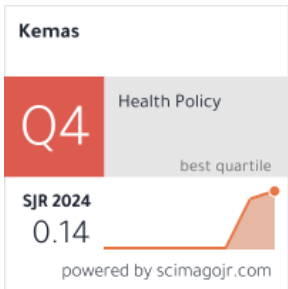 Kemas
Q4
Health Policy
best quartile
SJR 2024
0.14
powered by scimagojr.com